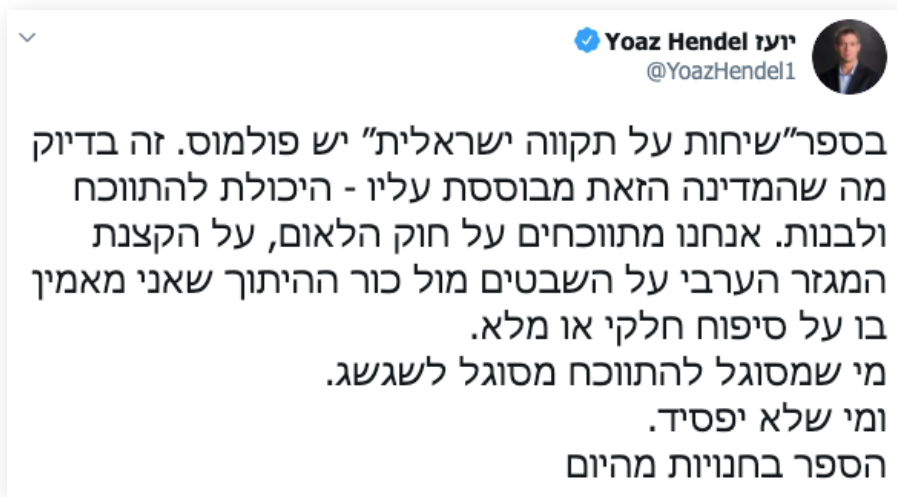 יועז Yoaz Hendel
@YoazHendel1
בספר"שיחות על תקווה ישראלית" יש פולמוס. זה בדיוק
מה שהמדינה הזאת מבוססת עליו - היכולת להתווכח
ולבנות. אנחנו מתווכחים על חוק הלאום, על הקצנת
המגזר הערבי על השבטים מול כור ההיתוך שאני מאמין
בו על סיפוח חלקי או מלא.
מי שמסוגל להתווכח מסוגל לשגשג.
ומי שלא יפסיד.
הספר בחנויות מהיום